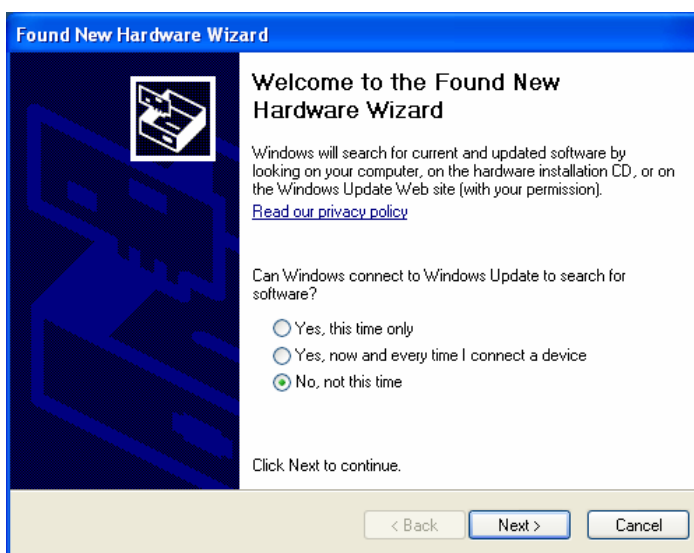 Found New Hardware Wizard
Welcome to the Found New
Hardware Wizard
Windows will search for current and updated software by
looking on your computer, on the hardware installation CD, or on
the Windows Update Web site (with your permission).
Read our privacy policy
Can Windows connect to Windows Update to search for
software?
Yes, this time only
Yes, now and every time I connect a device
No, not this time
Click Next to continue.
< Back Next > Cancel